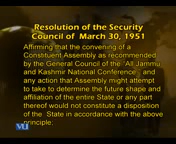 Resolution of the Security
Council of March 30, 1951
Affirming that the convening of a
Constituent Assembly as recommended
by the General Council of the "All Jammu
and Kashmir National Conference", and
any action that Assembly might attempt
to take to determine the future shape and
affiliation of the entire State or any part
thereof would not constitute a disposition
of the State in accordance with the above
principle.